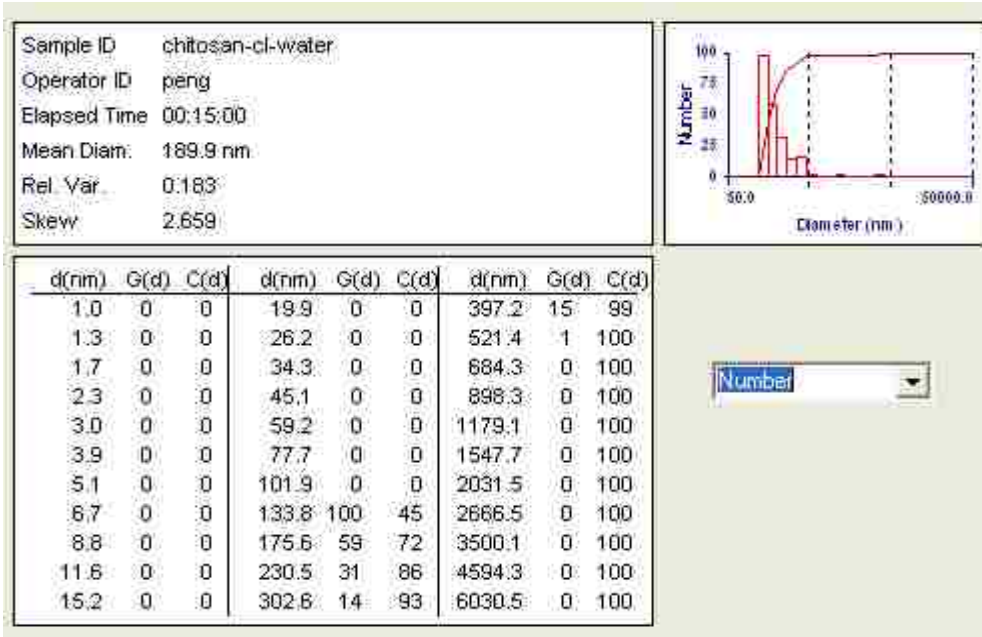 Sample ID chitosan-cl-water
Operator ID peng
Elapsed Time 00:15:00
Mean Diam. 189.9 nm
Rel. Var. 0.183
Skew 2.659
100
75
50
25
0
Number
50.0 50000.0
Diameter (nm)
d(nm) G(d) C(d) d(nm) G(d) C(d) d(nm) G(d) C(d)
1.0 0 0 19.9 0 0 397.2 15 99
1.3 0 0 26.2 0 0 521.4 1 100
1.7 0 0 34.3 0 0 684.3 0 100
2.3 0 0 45.1 0 0 898.3 0 100
3.0 0 0 59.2 0 0 1179.1 0 100
3.9 0 0 77.7 0 0 1547.7 0 100
5.1 0 0 101.9 0 0 2031.5 0 100
6.7 0 0 133.8 100 45 2666.5 0 100
8.8 0 0 175.6 59 72 3500.1 0 100
11.6 0 0 230.5 31 86 4594.3 0 100
15.2 0 0 302.6 14 93 6030.5 0 100
Number